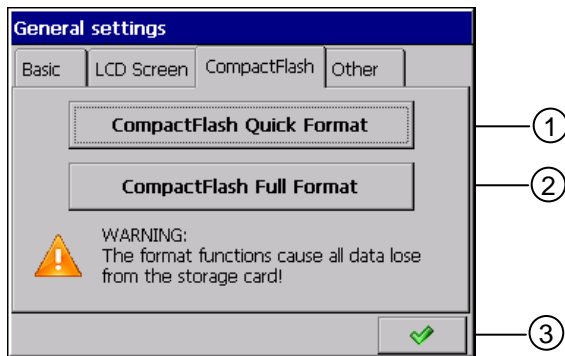 General settings
Basic LCD Screen CompactFlash Other
CompactFlash Quick Format
1
CompactFlash Full Format
2
WARNING:
The format functions cause all data lose
from the storage card!
3